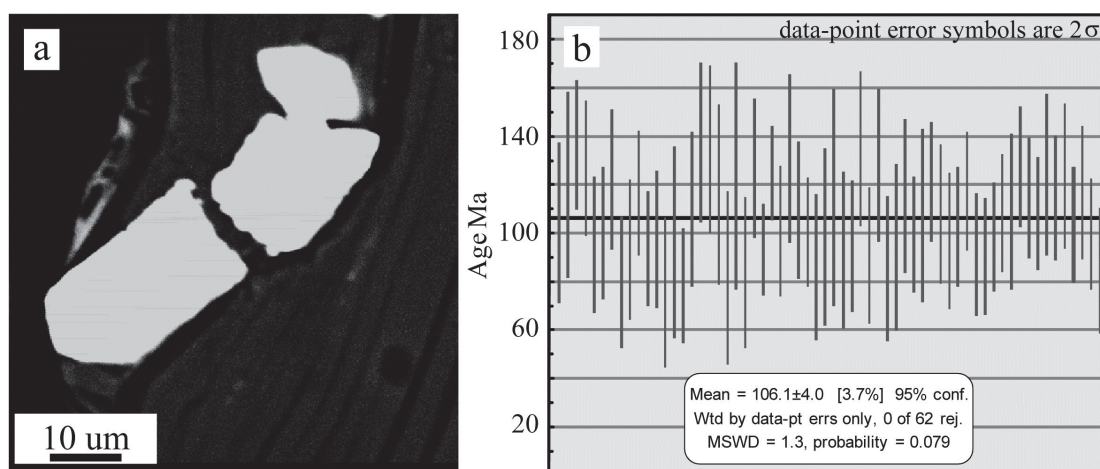 a
10 um
b
data-point error symbols are 2σ
Age Ma
180
140
100
60
20
Mean = 106.1±4.0 [3.7%] 95% conf.
Wtd by data-pt errs only, 0 of 62 rej.
MSWD = 1.3, probability = 0.079